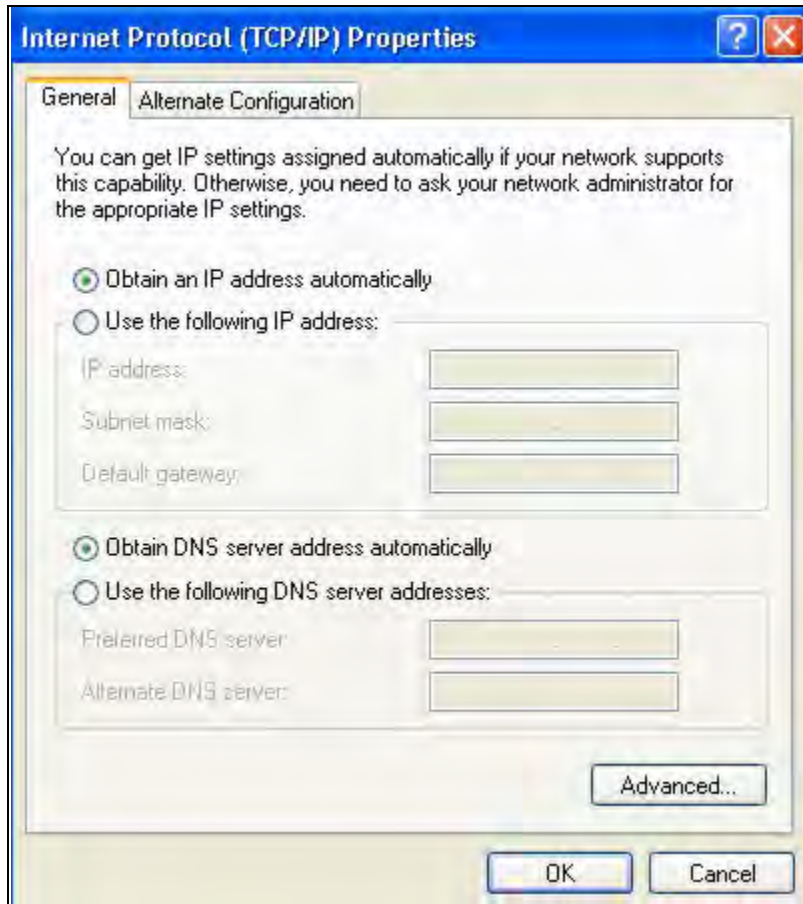 Internet Protocol (TCP/IP) Properties
General
Alternate Configuration
You can get IP settings assigned automatically if your network supports
this capability. Otherwise, you need to ask your network administrator for
the appropriate IP settings.
Obtain an IP address automatically
Use the following IP address:
IP address:
Subnet mask:
Default gateway:
Obtain DNS server address automatically
Use the following DNS server addresses:
Preferred DNS server:
Alternate DNS server:
Advanced...
OK
Cancel